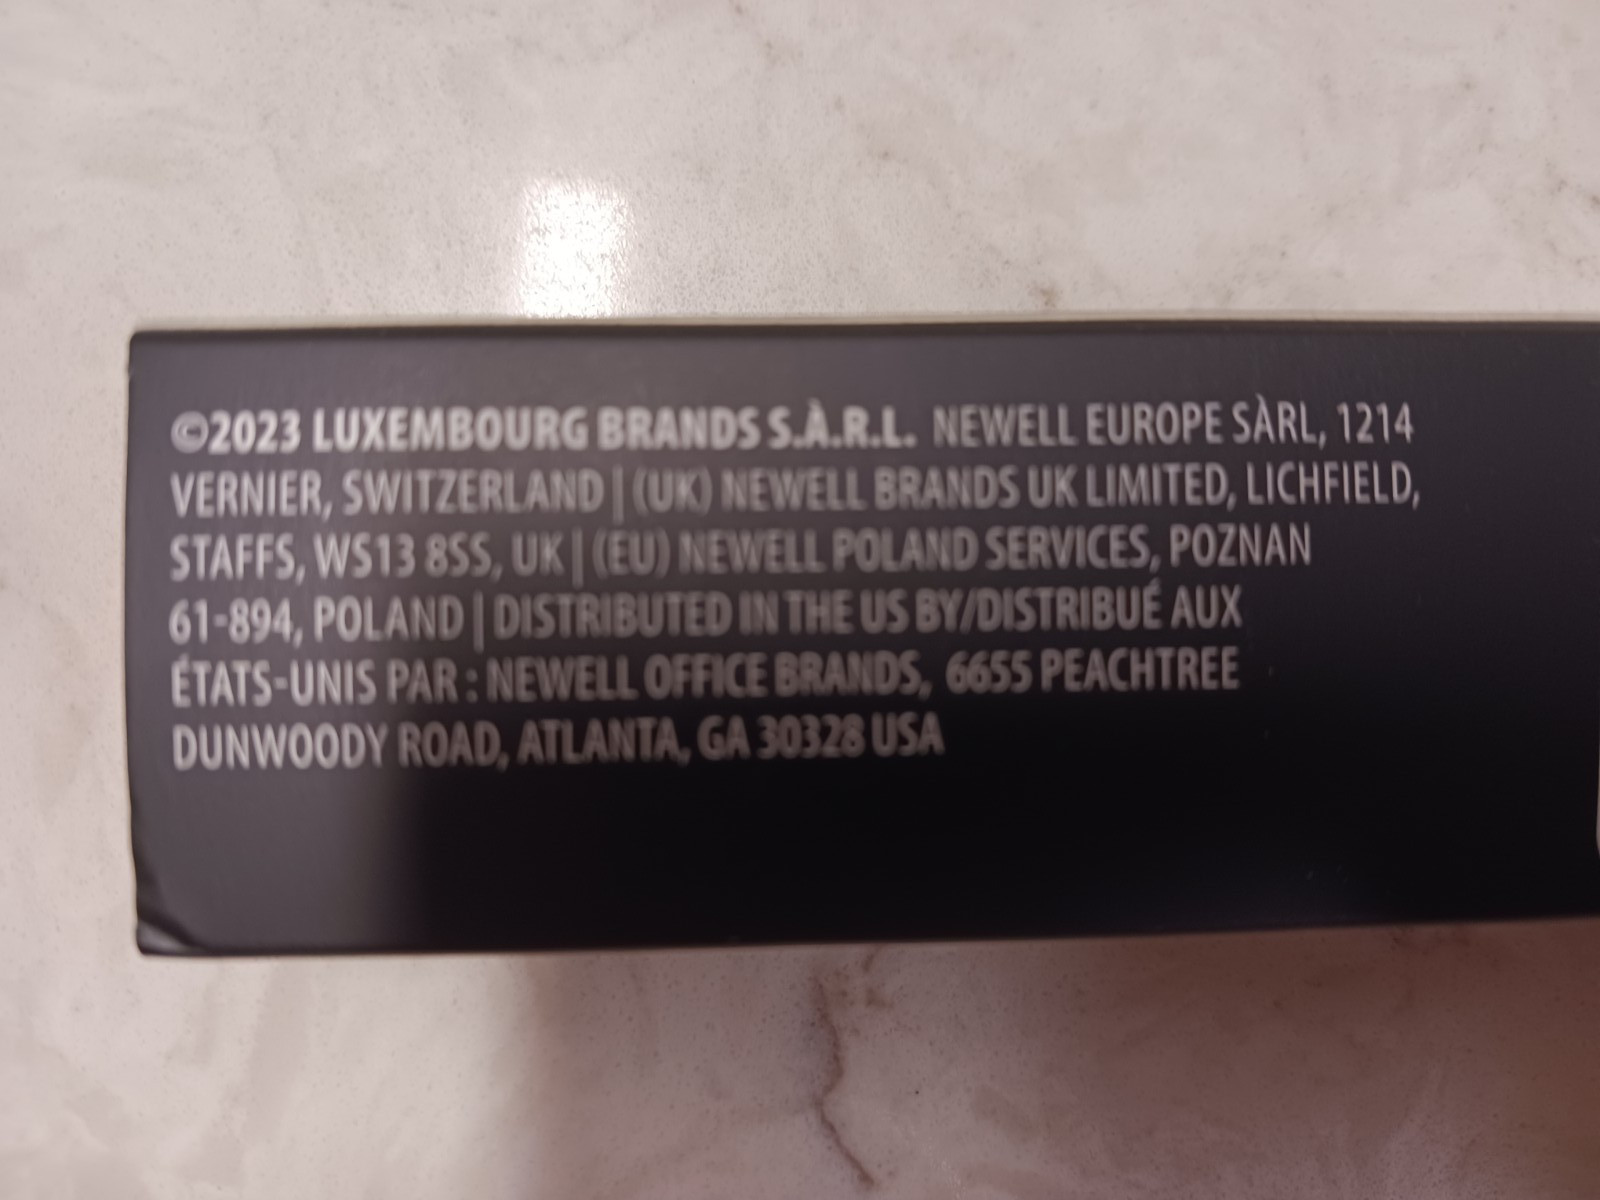 ©2023 LUXEMBOURG BRANDS S.À.R.L. NEWELL EUROPE SÀRL, 1214
VERNIER, SWITZERLAND | (UK) NEWELL BRANDS UK LIMITED, LICHFIELD,
STAFFS, WS13 8SS, UK | (EU) NEWELL POLAND SERVICES, POZNAN
61-894, POLAND | DISTRIBUTED IN THE US BY/DISTRIBUÉ AUX
ÉTATS-UNIS PAR : NEWELL OFFICE BRANDS, 6655 PEACHTREE
DUNWOODY ROAD, ATLANTA, GA 30328 USA